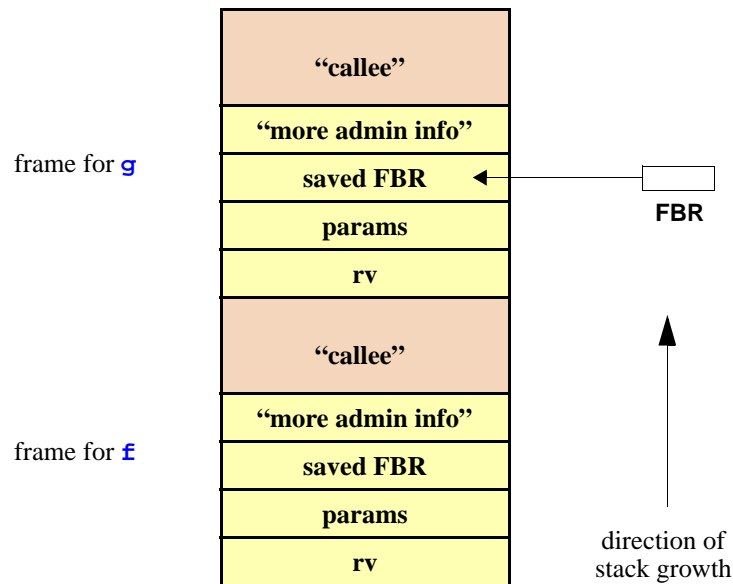 “callee”
“more admin info”
frame for g
saved FBR
FBR
params
rv
“callee”
“more admin info”
frame for f
saved FBR
params
rv
direction of
stack growth